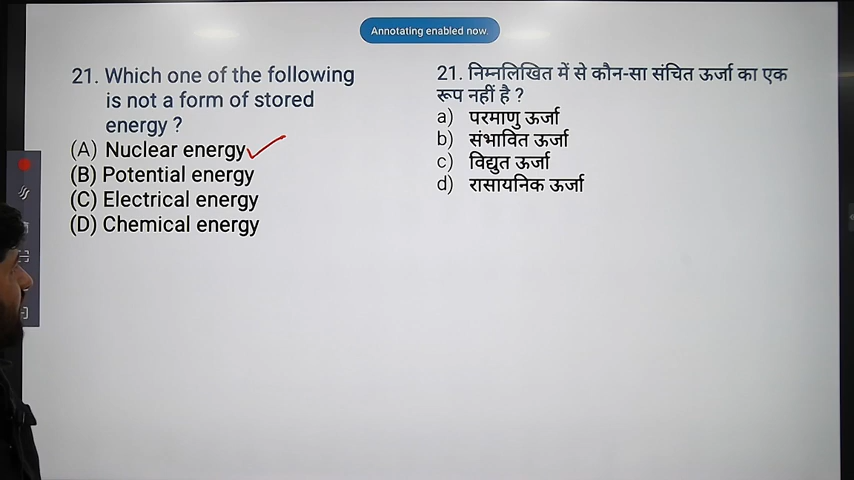 Annotating enabled now.
21. Which one of the following
is not a form of stored
energy ?
(A) Nuclear energy
(B) Potential energy
(C) Electrical energy
(D) Chemical energy
21. निम्नलिखित में से कौन-सा संचित ऊर्जा का एक
रूप नहीं है ?
a) परमाणु ऊर्जा
b) संभावित ऊर्जा
c) विद्युत ऊर्जा
d) रासायनिक ऊर्जा